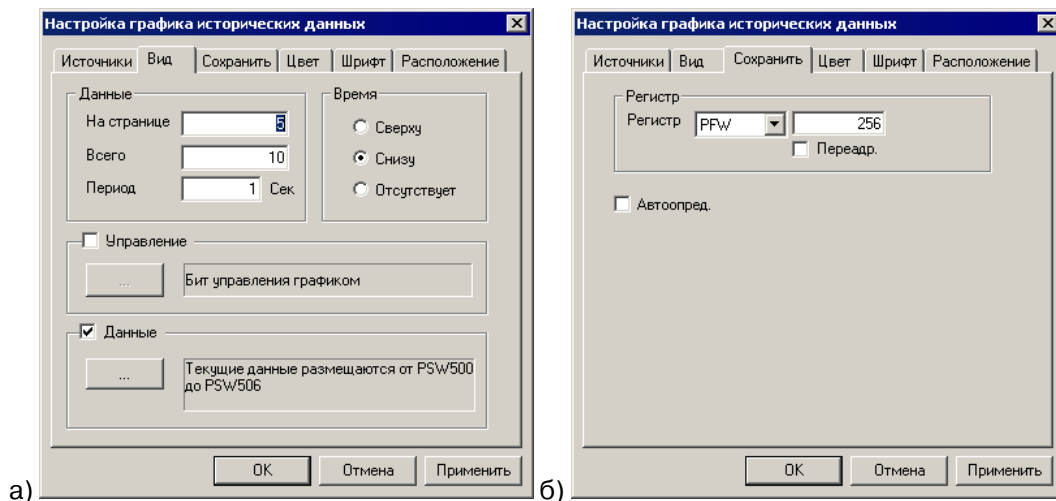 Настройка графика исторических данных
Источники Вид Сохранить Цвет Шрифт Расположение
Данные
На странице 5
Всего 10
Период 1 Сек
Время
Сверху
Снизу
Отсутствует
Управление
... Бит управления графиком
Данные
... Текущие данные размещаются от PSW500
до PSW506
OK Отмена Применить
а)
Настройка графика исторических данных
Источники Вид Сохранить Цвет Шрифт Расположение
Регистр
Регистр PFW 256
Переадр.
Автоопред.
OK Отмена Применить
б)